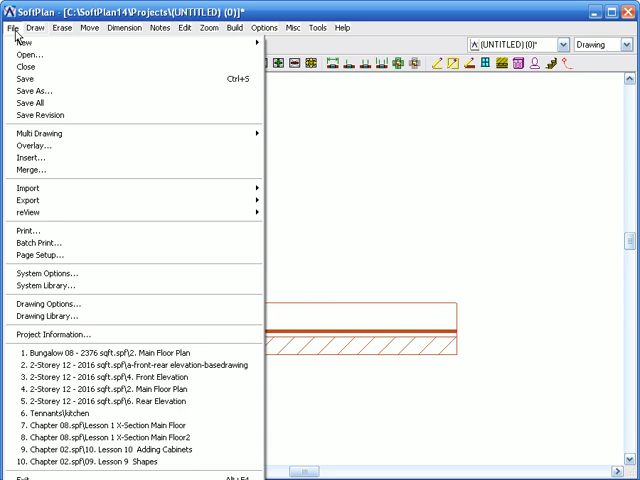 SoftPlan - [C:\SoftPlan14\Projects\(UNTITLED) (0)]*
File Draw Erase Move Dimension Notes Edit Zoom Build Options Misc Tools Help
(UNTITLED) (0)* Drawing
New
Open...
Close
Save Ctrl+S
Save As...
Save All
Save Revision
Multi Drawing
Overlay...
Insert...
Merge...
Import
Export
reView
Print...
Batch Print...
Page Setup...
System Options...
System Library...
Drawing Options...
Drawing Library...
Project Information...
1. Bungalow 08 - 2376 sqft.spf\2. Main Floor Plan
2. 2-Storey 12 - 2016 sqft.spf\a-front-rear elevation-basedrawing
3. 2-Storey 12 - 2016 sqft.spf\4. Front Elevation
4. 2-Storey 12 - 2016 sqft.spf\2. Main Floor Plan
5. 2-Storey 12 - 2016 sqft.spf\6. Rear Elevation
6. Tennants\kitchen
7. Chapter 08.spf\Lesson 1 X-Section Main Floor
8. Chapter 08.spf\Lesson 1 X-Section Main Floor2
9. Chapter 02.spf\10. Lesson 10 Adding Cabinets
10. Chapter 02.spf\09. Lesson 9 Shapes
Exit Alt+F4